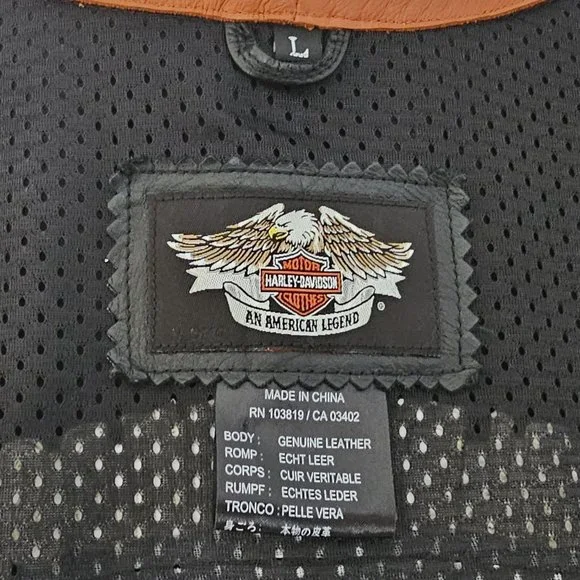 L
MOTOR
HARLEY-DAVIDSON
CLOTHES
AN AMERICAN LEGEND
®
MADE IN CHINA
RN 103819 / CA 03402
BODY : GENUINE LEATHER
ROMP : ECHT LEER
CORPS : CUIR VERITABLE
RUMPF : ECHTES LEDER
TRONCO : PELLE VERA
身ごろ : 本物の皮革